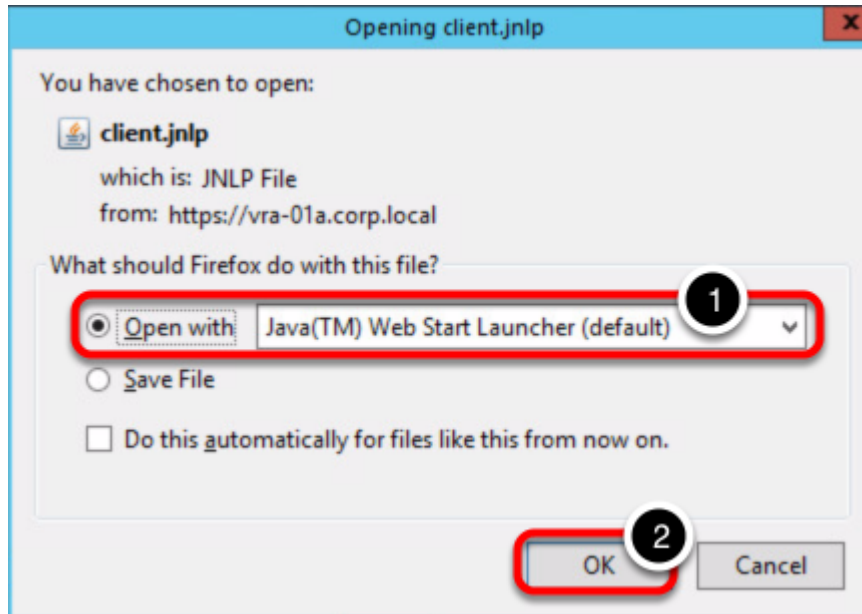 Opening client.jnlp
x
You have chosen to open:
client.jnlp
which is: JNLP File
from: https://vra-01a.corp.local
What should Firefox do with this file?
1
Open with Java(TM) Web Start Launcher (default)
Save File
Do this automatically for files like this from now on.
2
OK Cancel